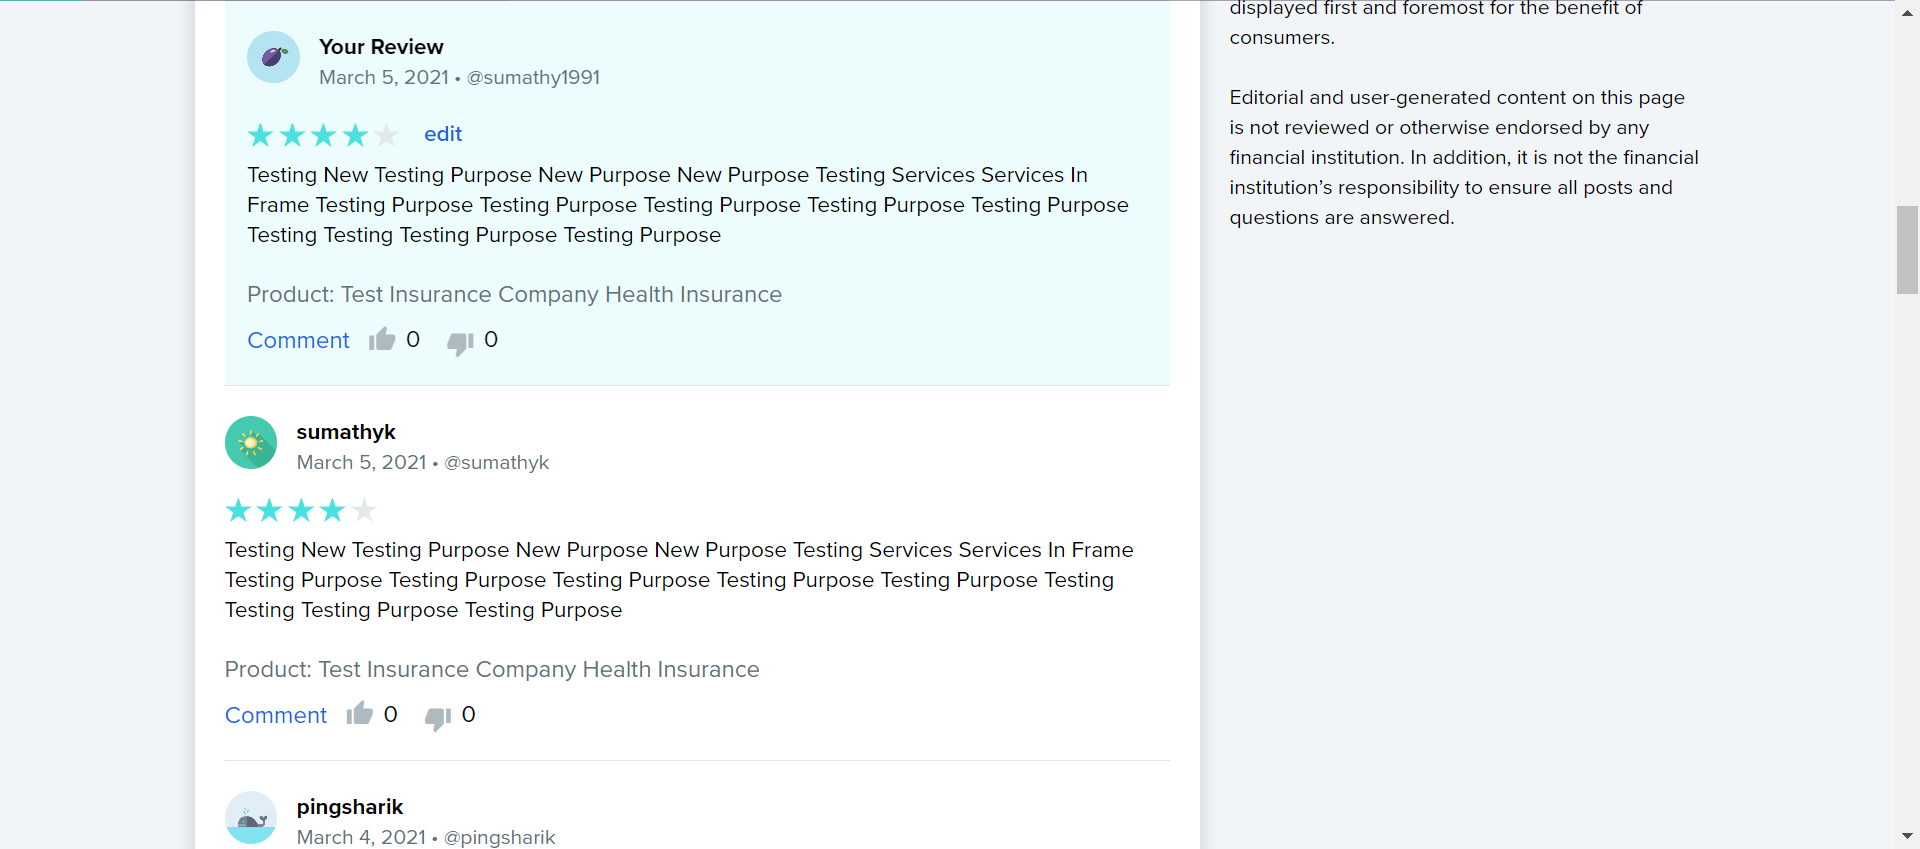 Your Review
March 5, 2021 • @sumathy1991
edit
Testing New Testing Purpose New Purpose New Purpose Testing Services Services In
Frame Testing Purpose Testing Purpose Testing Purpose Testing Purpose Testing Purpose
Testing Testing Testing Purpose Testing Purpose
Product: Test Insurance Company Health Insurance
Comment 0 0
sumathyk
March 5, 2021 • @sumathyk
Testing New Testing Purpose New Purpose New Purpose Testing Services Services In Frame
Testing Purpose Testing Purpose Testing Purpose Testing Purpose Testing Purpose Testing
Testing Testing Purpose Testing Purpose
Product: Test Insurance Company Health Insurance
Comment 0 0
pingsharik
March 4, 2021 • @pingsharik
displayed first and foremost for the benefit of
consumers.
Editorial and user-generated content on this page
is not reviewed or otherwise endorsed by any
financial institution. In addition, it is not the financial
institution’s responsibility to ensure all posts and
questions are answered.